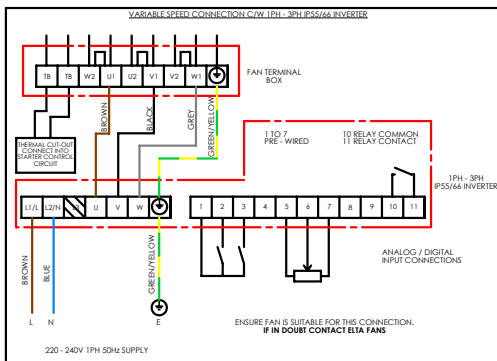 VARIABLE SPEED CONNECTION C/W 1PH - 3PH IP55/66 INVERTER
TB TB W2 U1 U2 V1 V2 W1
FAN TERMINAL
BOX
BROWN
BLACK
GREY
GREEN/YELLOW
THERMAL CUT-OUT
CONNECT INTO
STARTER CONTROL
CIRCUIT
1 TO 7
PRE - WIRED
10 RELAY COMMON
11 RELAY CONTACT
1PH - 3PH
IP55/66 INVERTER
L1/L L2/N L3 U V W
1 2 3 4 5 6 7 8 9 10 11
BROWN
BLUE
GREEN/YELLOW
ANALOG / DIGITAL
INPUT CONNECTIONS
L N E
ENSURE FAN IS SUITABLE FOR THIS CONNECTION.
IF IN DOUBT CONTACT ELTA FANS
220 - 240V 1PH 50Hz SUPPLY